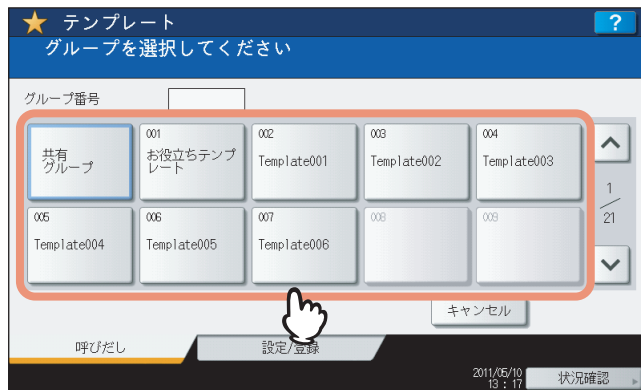 テンプレート
?
グループを選択してください
グループ番号
共有
グループ
001
お役立ちテンプ
レート
002
Template001
003
Template002
004
Template003
005
Template004
006
Template005
007
Template006
008
009
1
21
キャンセル
呼びだし
設定/登録
2011/05/10
13 : 17
状況確認